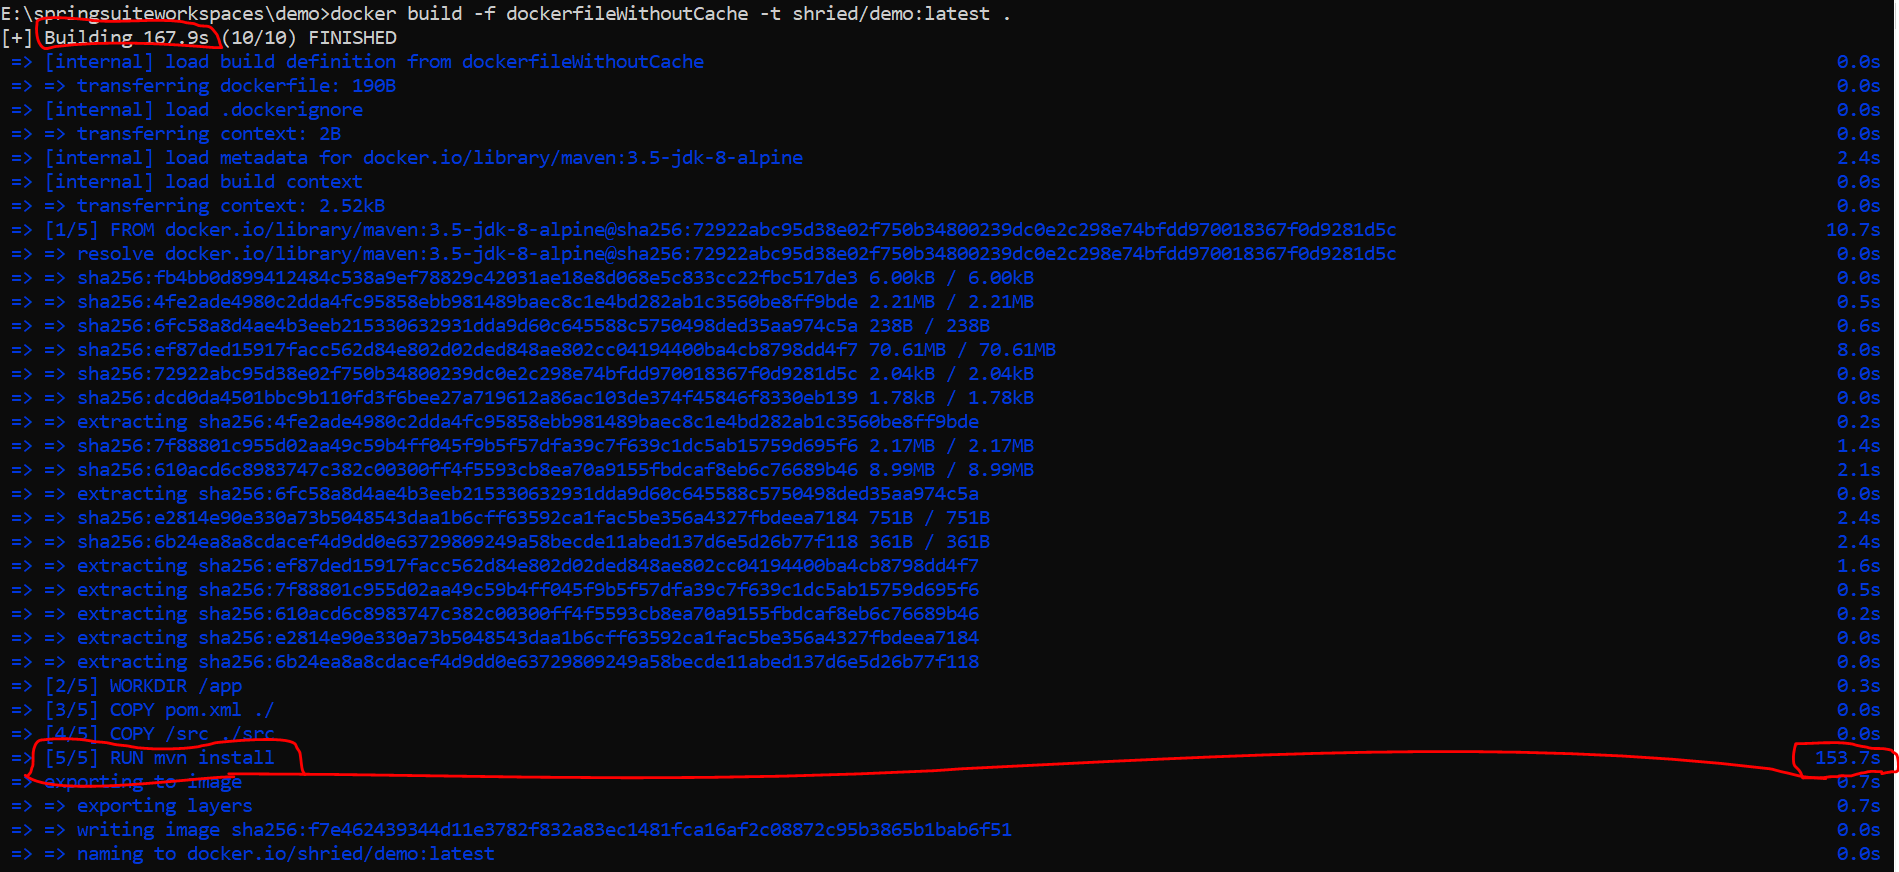 E:\springsuiteworkspaces\demo>docker build -f dockerfileWithoutCache -t shried/demo:latest .
[+] Building 167.9s (10/10) FINISHED
=> [internal] load build definition from dockerfileWithoutCache 0.0s
=> => transferring dockerfile: 190B 0.0s
=> [internal] load .dockerignore 0.0s
=> => transferring context: 2B 0.0s
=> [internal] load metadata for docker.io/library/maven:3.5-jdk-8-alpine 2.4s
=> [internal] load build context 0.0s
=> => transferring context: 2.52kB 0.0s
=> [1/5] FROM docker.io/library/maven:3.5-jdk-8-alpine@sha256:72922abc95d38e02f750b34800239dc0e2c298e74bfdd970018367f0d9281d5c 10.7s
=> => resolve docker.io/library/maven:3.5-jdk-8-alpine@sha256:72922abc95d38e02f750b34800239dc0e2c298e74bfdd970018367f0d9281d5c 0.0s
=> => sha256:fb4bb0d899412484c538a9ef78829c42031ae18e8d068e5c833cc22fbc517de3 6.00kB / 6.00kB 0.0s
=> => sha256:4fe2ade4980c2dda4fc95858ebb981489baec8c1e4bd282ab1c3560be8ff9bde 2.21MB / 2.21MB 0.5s
=> => sha256:6fc58a8d4ae4b3eeb215330632931dda9d60c645588c5750498ded35aa974c5a 238B / 238B 0.6s
=> => sha256:ef87ded15917facc562d84e802d02ded848ae802cc04194400ba4cb8798dd4f7 70.61MB / 70.61MB 8.0s
=> => sha256:72922abc95d38e02f750b34800239dc0e2c298e74bfdd970018367f0d9281d5c 2.04kB / 2.04kB 0.0s
=> => sha256:dcd0da4501bbc9b110fd3f6bee27a719612a86ac103de374f45846f8330eb139 1.78kB / 1.78kB 0.0s
=> => extracting sha256:4fe2ade4980c2dda4fc95858ebb981489baec8c1e4bd282ab1c3560be8ff9bde 0.2s
=> => sha256:7f88801c955d02aa49c59b4ff045f9b5f57dfa39c7f639c1dc5ab15759d695f6 2.17MB / 2.17MB 1.4s
=> => sha256:610acd6c8983747c382c00300ff4f5593cb8ea70a9155fbdcaf8eb6c76689b46 8.99MB / 8.99MB 2.1s
=> => extracting sha256:6fc58a8d4ae4b3eeb215330632931dda9d60c645588c5750498ded35aa974c5a 0.0s
=> => sha256:e2814e90e330a73b5048543daa1b6cff63592ca1fac5be356a4327fbdeea7184 751B / 751B 2.4s
=> => sha256:6b24ea8a8cdacef4d9dd0e63729809249a58becde11abed137d6e5d26b77f118 361B / 361B 2.4s
=> => extracting sha256:ef87ded15917facc562d84e802d02ded848ae802cc04194400ba4cb8798dd4f7 1.6s
=> => extracting sha256:7f88801c955d02aa49c59b4ff045f9b5f57dfa39c7f639c1dc5ab15759d695f6 0.5s
=> => extracting sha256:610acd6c8983747c382c00300ff4f5593cb8ea70a9155fbdcaf8eb6c76689b46 0.2s
=> => extracting sha256:e2814e90e330a73b5048543daa1b6cff63592ca1fac5be356a4327fbdeea7184 0.0s
=> => extracting sha256:6b24ea8a8cdacef4d9dd0e63729809249a58becde11abed137d6e5d26b77f118 0.0s
=> [2/5] WORKDIR /app 0.3s
=> [3/5] COPY pom.xml ./ 0.0s
=> [4/5] COPY /src ./src 0.0s
=> [5/5] RUN mvn install 153.7s
=> exporting to image 0.7s
=> => exporting layers 0.7s
=> => writing image sha256:f7e462439344d11e3782f832a83ec1481fca16af2c08872c95b3865b1bab6f51 0.0s
=> => naming to docker.io/shried/demo:latest 0.0s